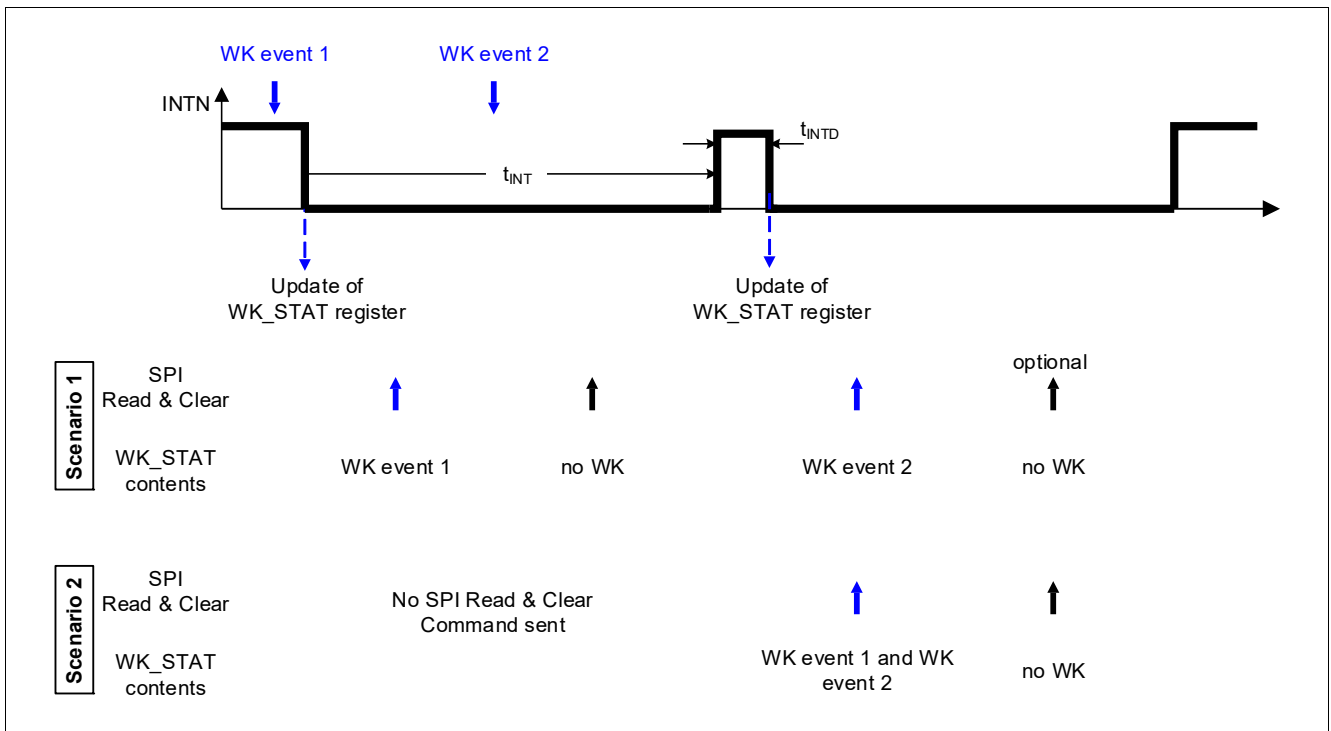 WK event 1
WK event 2
INTN
tINTD
tINT
Update of
WK_STAT register
Update of
WK_STAT register
Scenario 1
SPI
Read & Clear
optional
WK_STAT
contents
WK event 1
no WK
WK event 2
no WK
Scenario 2
SPI
Read & Clear
No SPI Read & Clear
Command sent
WK_STAT
contents
WK event 1 and WK
event 2
no WK